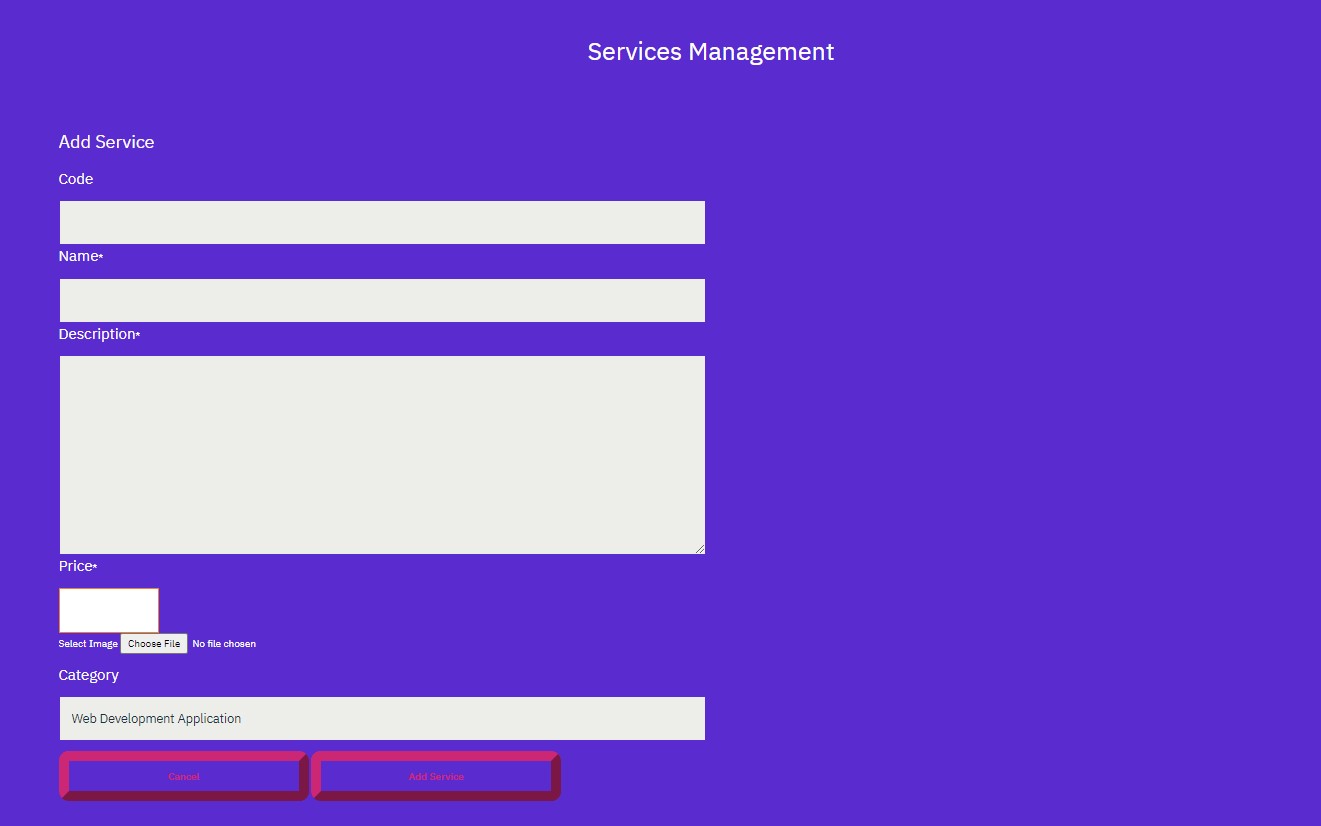 Services Management
Add Service
Code
Name*
Description*
Price*
Select Image Choose File No file chosen
Category
Web Development Application
Cancel Add Service